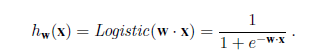 h_w(x) = Logistic(w · x) = 1 / (1 + e^{−w·x}) .